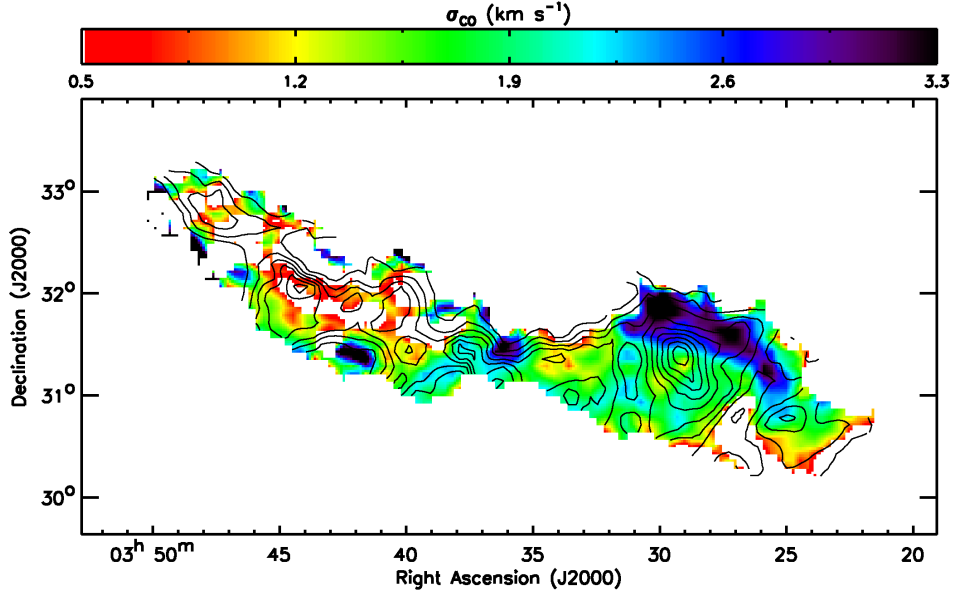 σCO (km s⁻¹)
0.5 1.2 1.9 2.6 3.3
33°
32°
31°
30°
Declination (J2000)
03ʰ 50ᵐ 45 40 35 30 25 20
Right Ascension (J2000)